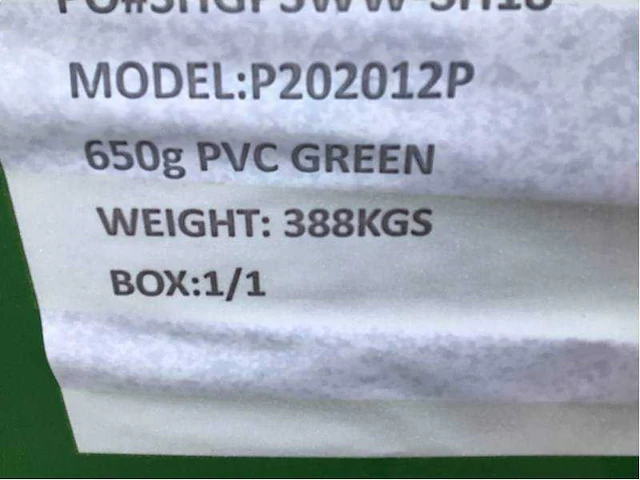 MODEL:P202012P
650g PVC GREEN
WEIGHT: 388KGS
BOX:1/1